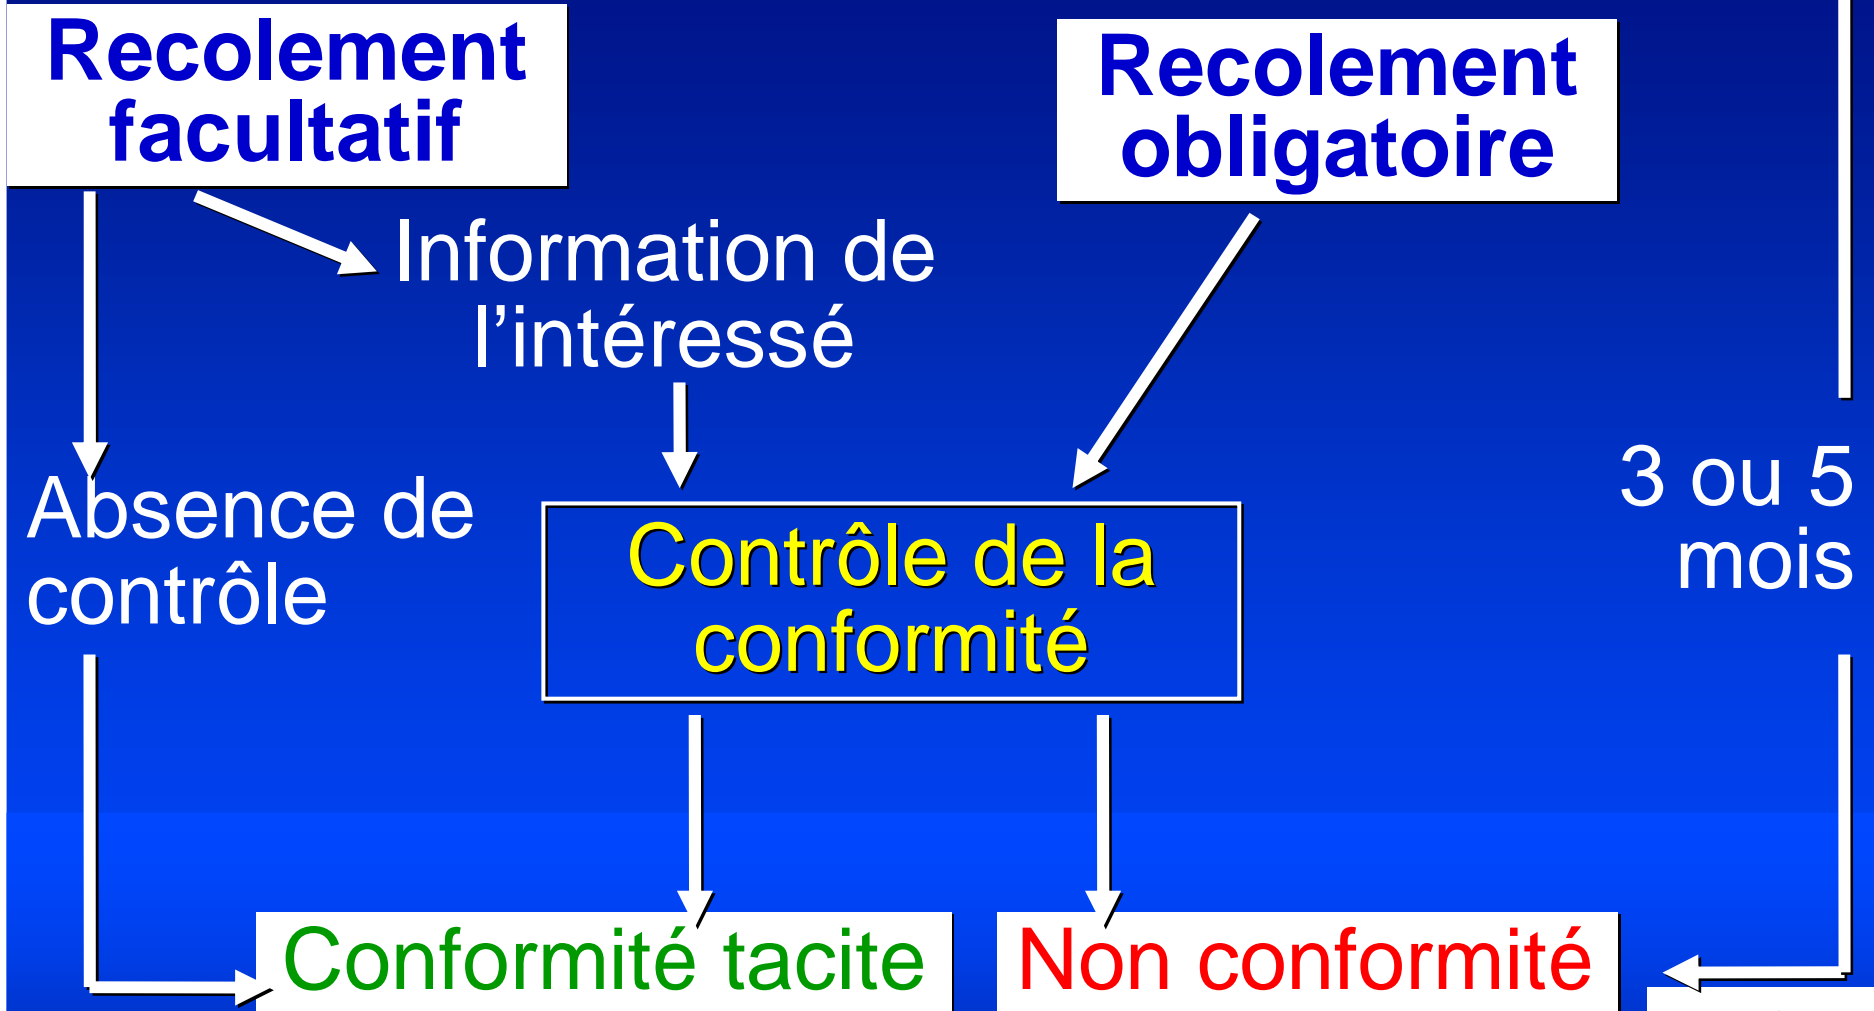 Recolement
facultatif
Recolement
obligatoire
Information de
l’intéressé
Absence de
contrôle
Contrôle de la
conformité
3 ou 5
mois
Conformité tacite
Non conformité